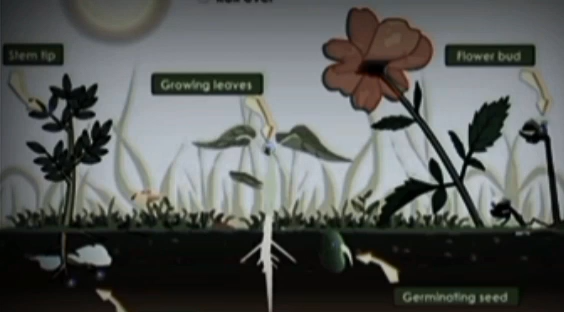 Stem tip
Growing leaves
Flower bud
Germinating seed